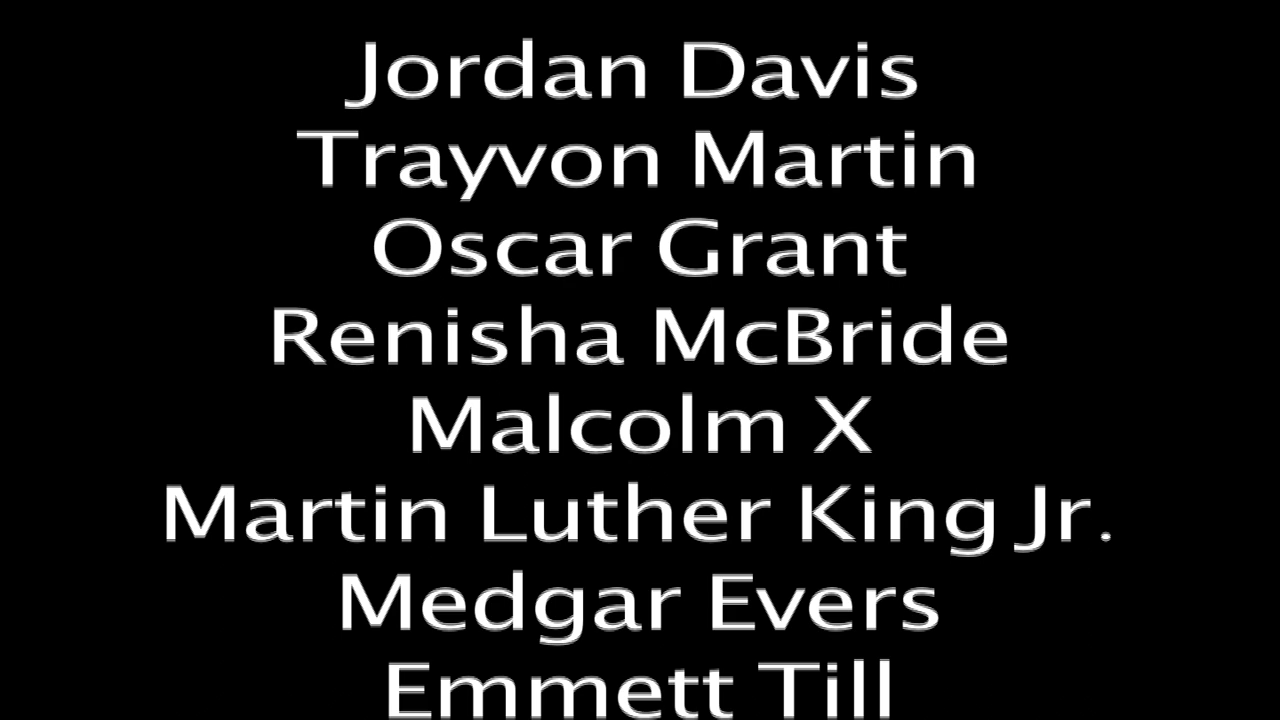 Jordan Davis
Trayvon Martin
Oscar Grant
Renisha McBride
Malcolm X
Martin Luther King Jr.
Medgar Evers
Emmett Till